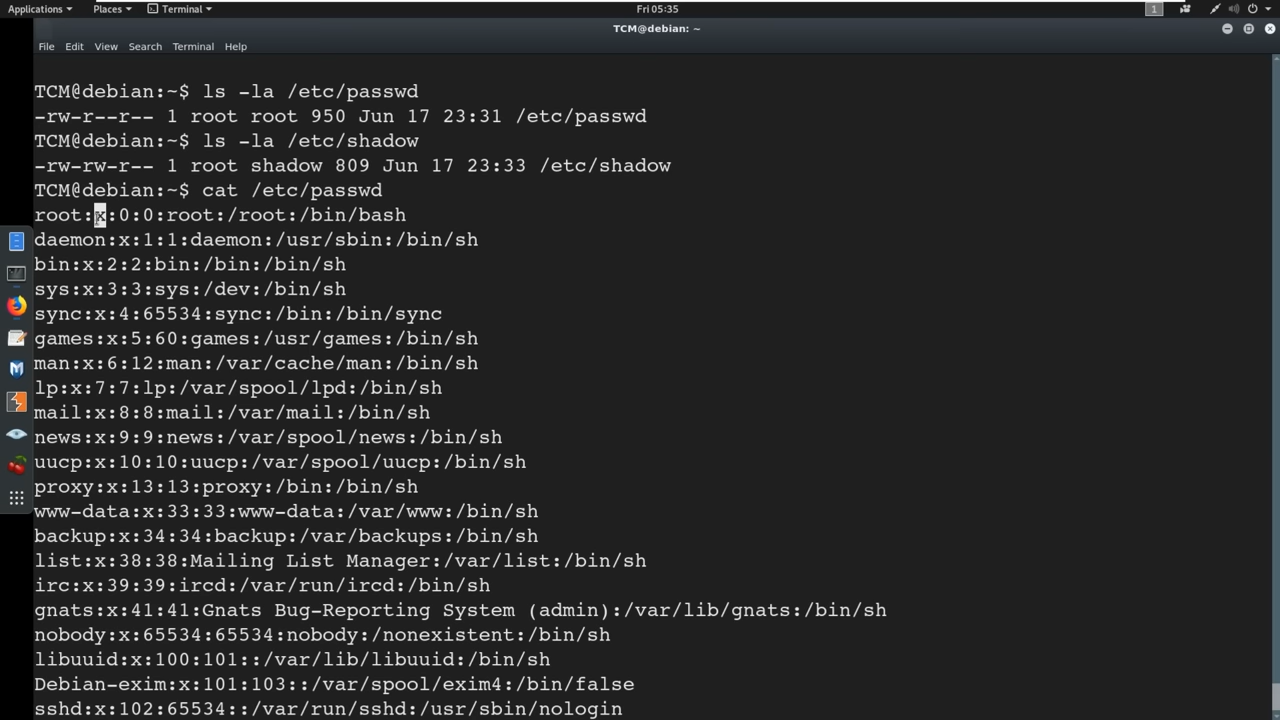 Applications Places Terminal Fri 05:35 1
TCM@debian: ~
File Edit View Search Terminal Help
TCM@debian:~$ ls -la /etc/passwd
-rw-r--r-- 1 root root 950 Jun 17 23:31 /etc/passwd
TCM@debian:~$ ls -la /etc/shadow
-rw-rw-r-- 1 root shadow 809 Jun 17 23:33 /etc/shadow
TCM@debian:~$ cat /etc/passwd
root:x:0:0:root:/root:/bin/bash
daemon:x:1:1:daemon:/usr/sbin:/bin/sh
bin:x:2:2:bin:/bin:/bin/sh
sys:x:3:3:sys:/dev:/bin/sh
sync:x:4:65534:sync:/bin:/bin/sync
games:x:5:60:games:/usr/games:/bin/sh
man:x:6:12:man:/var/cache/man:/bin/sh
lp:x:7:7:lp:/var/spool/lpd:/bin/sh
mail:x:8:8:mail:/var/mail:/bin/sh
news:x:9:9:news:/var/spool/news:/bin/sh
uucp:x:10:10:uucp:/var/spool/uucp:/bin/sh
proxy:x:13:13:proxy:/bin:/bin/sh
www-data:x:33:33:www-data:/var/www:/bin/sh
backup:x:34:34:backup:/var/backups:/bin/sh
list:x:38:38:Mailing List Manager:/var/list:/bin/sh
irc:x:39:39:ircd:/var/run/ircd:/bin/sh
gnats:x:41:41:Gnats Bug-Reporting System (admin):/var/lib/gnats:/bin/sh
nobody:x:65534:65534:nobody:/nonexistent:/bin/sh
libuuid:x:100:101::/var/lib/libuuid:/bin/sh
Debian-exim:x:101:103::/var/spool/exim4:/bin/false
sshd:x:102:65534::/var/run/sshd:/usr/sbin/nologin